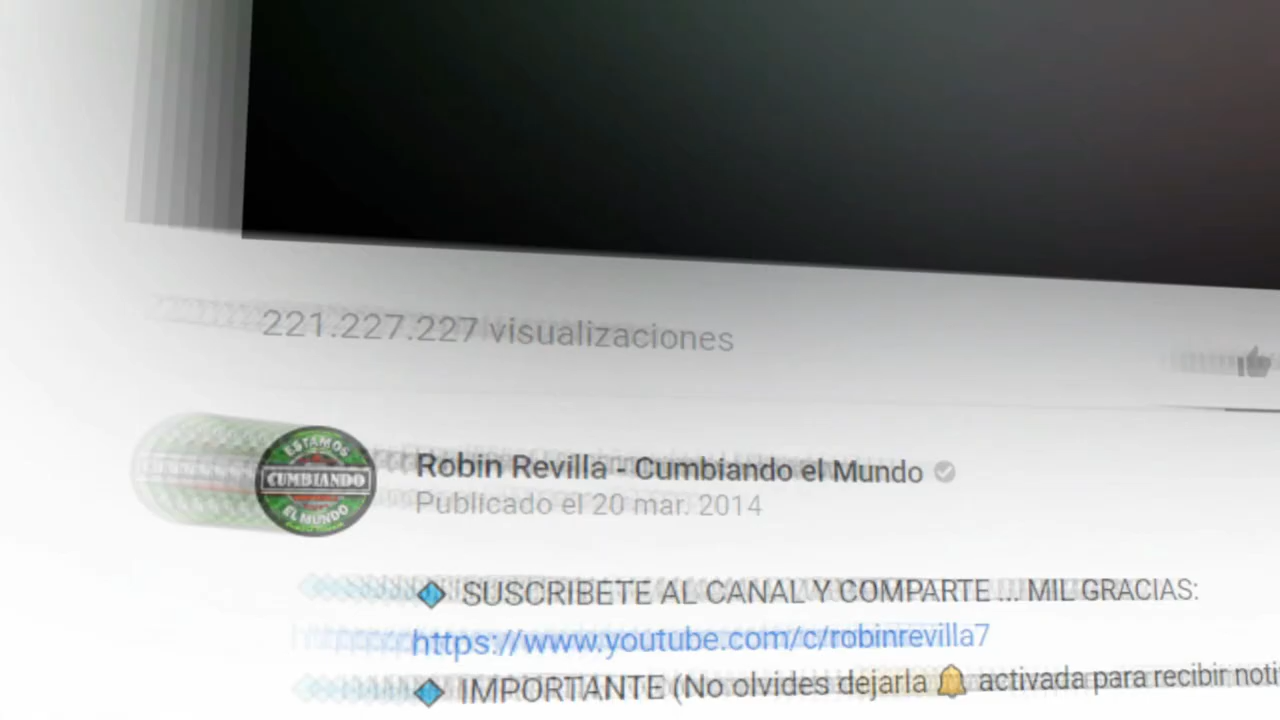 221.227.227 visualizaciones
ESTAMOS
CUMBIANDO
EL MUNDO
Robin Revilla - Cumbiando el Mundo
Publicado el 20 mar. 2014
SUSCRIBETE AL CANAL Y COMPARTE ... MIL GRACIAS:
https://www.youtube.com/c/robinrevilla7
IMPORTANTE (No olvides dejarla 🔔 activada para recibir noti